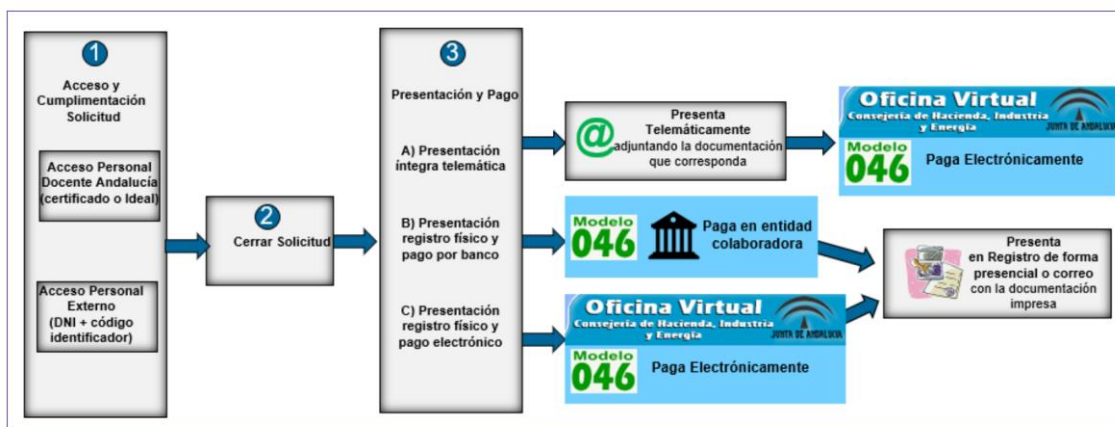 1
Acceso y
Cumplimentación
Solicitud
Acceso Personal
Docente Andalucía
(certificado o Ideal)
Acceso Personal
Externo
(DNI + código
identificador)
2
Cerrar Solicitud
3
Presentación y Pago
A) Presentación
íntegra telemática
B) Presentación
registro físico y
pago por banco
C) Presentación
registro físico y
pago electrónico
@
Presenta
Telemáticamente
adjuntando la documentación
que corresponda
Oficina Virtual
Consejería de Hacienda, Industria
y Energía
JUNTA DE ANDALUCIA
Modelo
046
Paga Electrónicamente
Modelo
046
Paga en entidad
colaboradora
Oficina Virtual
Consejería de Hacienda, Industria
y Energía
JUNTA DE ANDALUCIA
Modelo
046
Paga Electrónicamente
Presenta
en Registro de forma
presencial o correo
con la documentación
impresa